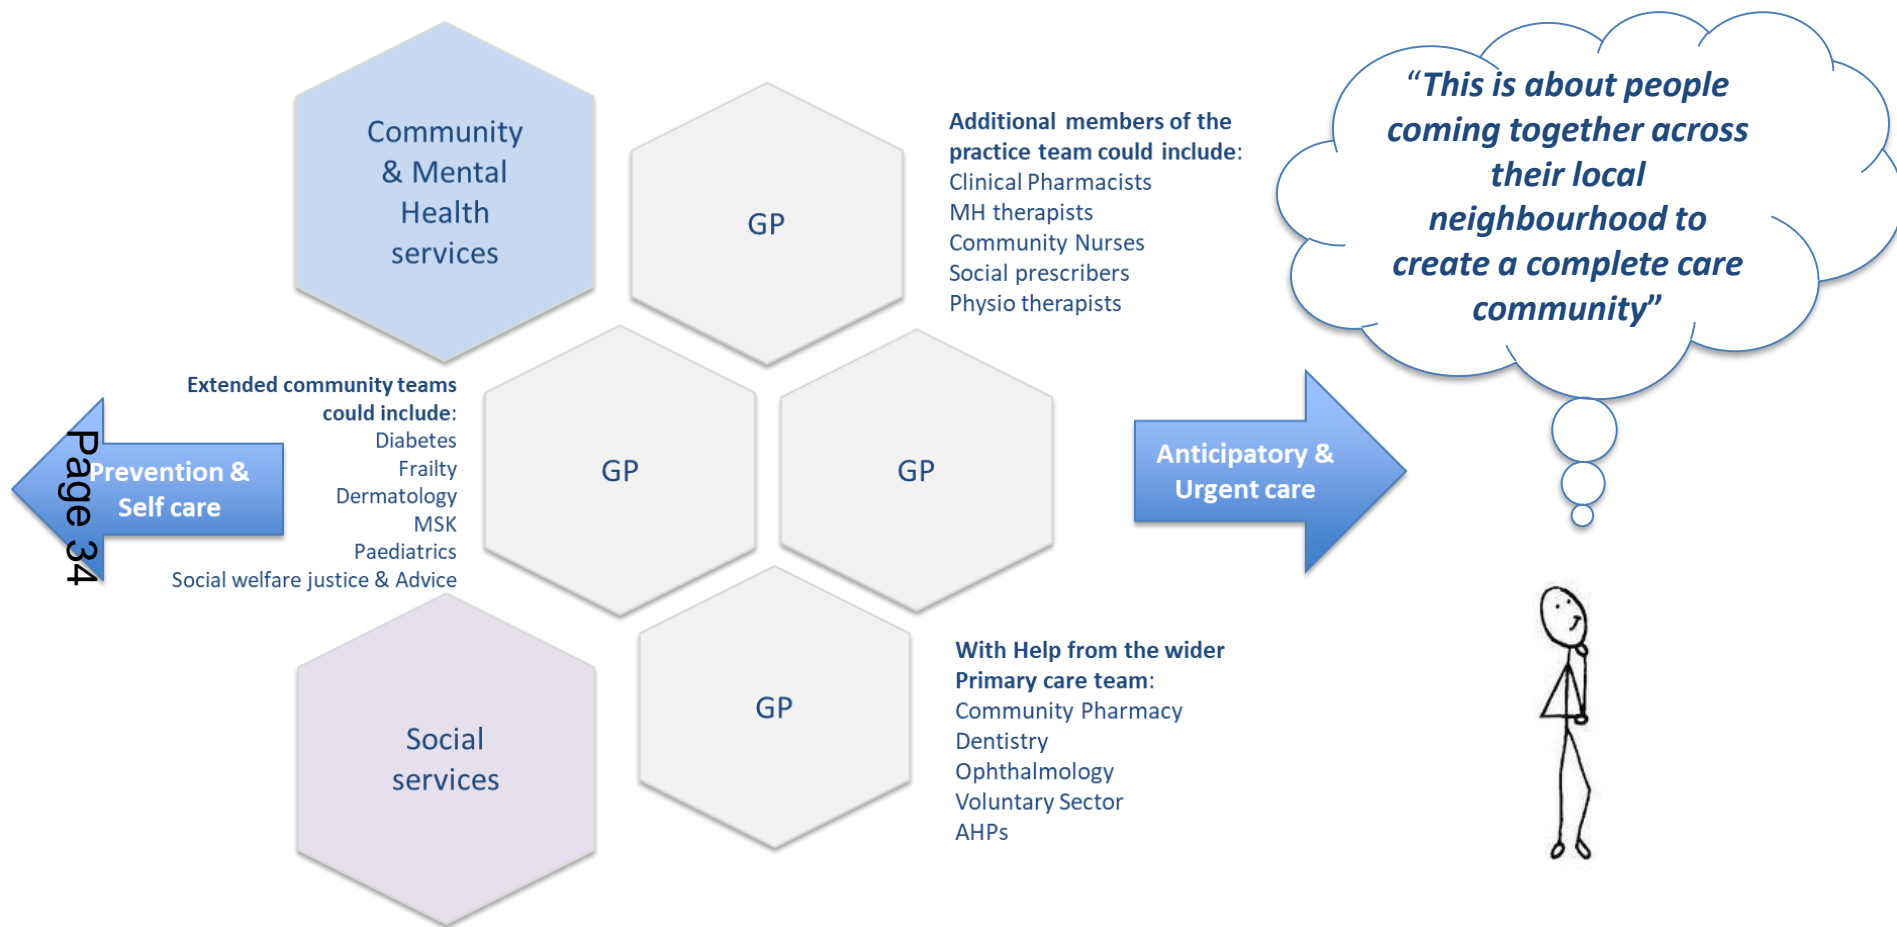 Community
& Mental
Health
services
GP
Additional members of the
practice team could include:
Clinical Pharmacists
MH therapists
Community Nurses
Social prescribers
Physio therapists
“This is about people
coming together across
their local
neighbourhood to
create a complete care
community”
Extended community teams
could include:
Diabetes
Frailty
Dermatology
MSK
Paediatrics
Social welfare justice & Advice
Prevention &
Self care
Page 34
GP
GP
Anticipatory &
Urgent care
Social
services
GP
With Help from the wider
Primary care team:
Community Pharmacy
Dentistry
Ophthalmology
Voluntary Sector
AHPs